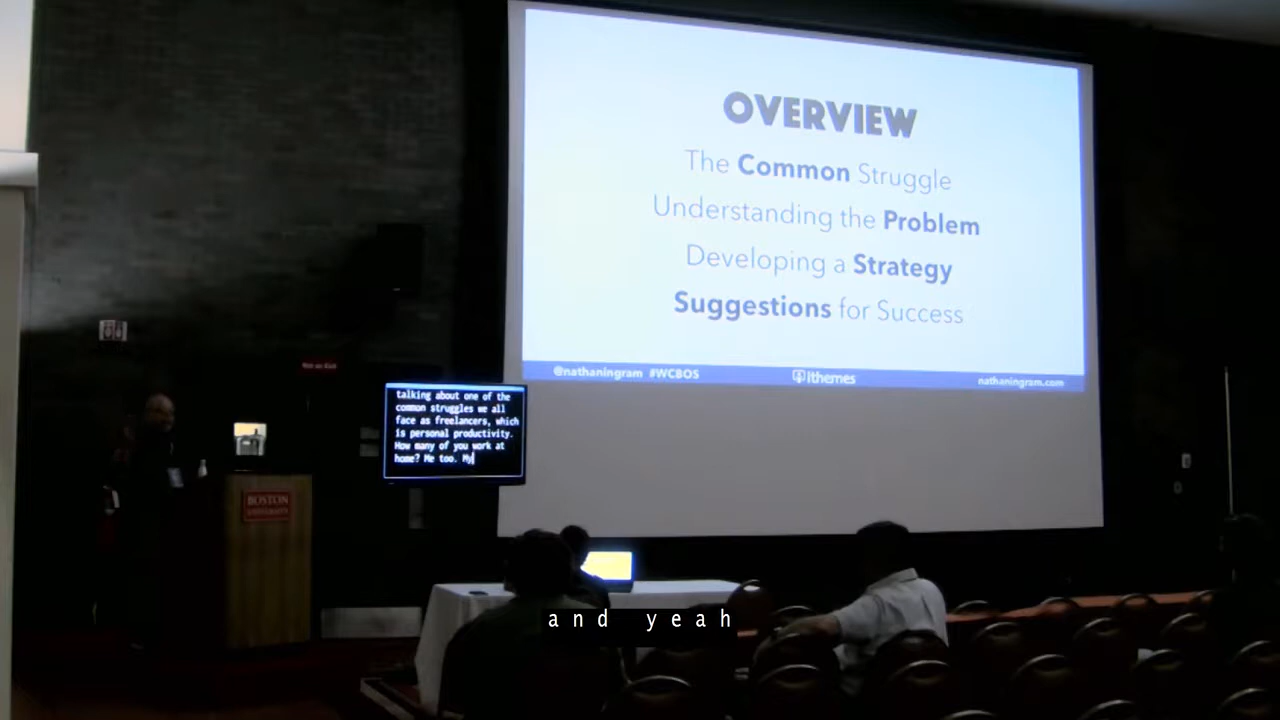 OVERVIEW
The Common Struggle
Understanding the Problem
Developing a Strategy
Suggestions for Success
@nathaningram #WCBOS
ithemes
nathaningram.com
talking about one of the
common struggles we all
face as freelancers, which
is personal productivity.
How many of you work at
home? Me too. My
BOSTON
UNIVERSITY
and yeah